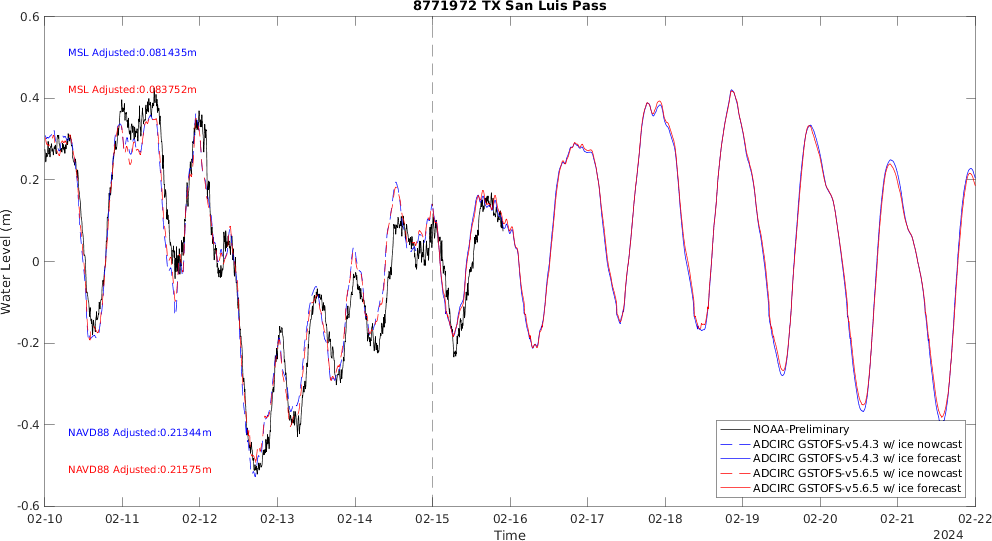 8771972 TX San Luis Pass
0.6
0.4
0.2
0
-0.2
-0.4
-0.6
Water Level (m)
MSL Adjusted:0.081435m
MSL Adjusted:0.083752m
NAVD88 Adjusted:0.21344m
NAVD88 Adjusted:0.21575m
NOAA-Preliminary
ADCIRC GSTOFS-v5.4.3 w/ ice nowcast
ADCIRC GSTOFS-v5.4.3 w/ ice forecast
ADCIRC GSTOFS-v5.6.5 w/ ice nowcast
ADCIRC GSTOFS-v5.6.5 w/ ice forecast
02-10 02-11 02-12 02-13 02-14 02-15 02-16 02-17 02-18 02-19 02-20 02-21 02-22
Time
2024